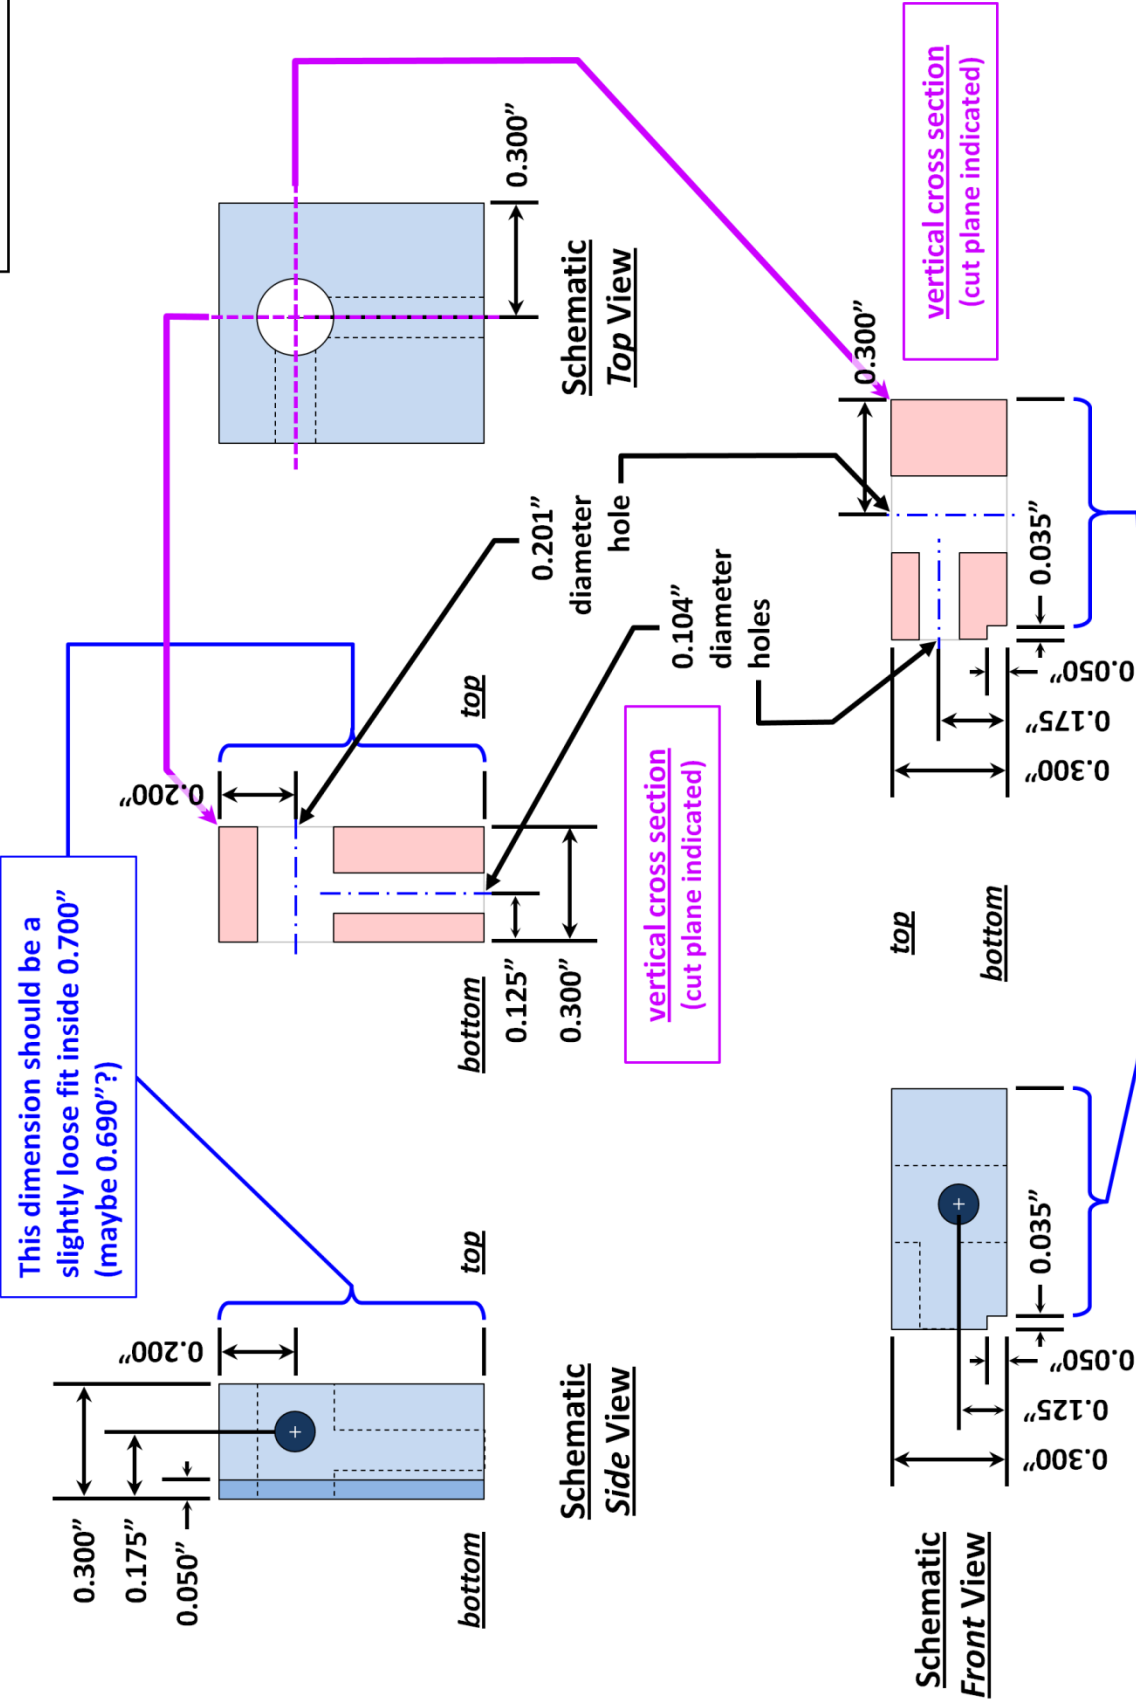 This dimension should be a
slightly loose fit inside 0.700”
(maybe 0.690”?)
0.300”
0.175”
0.050”
0.200”
bottom
top
Schematic
Side View
0.200”
bottom
top
0.125”
0.300”
vertical cross section
(cut plane indicated)
0.201”
diameter
hole
0.104”
diameter
holes
0.300”
Schematic
Top View
0.300”
0.125”
0.050”
0.035”
Schematic
Front View
top
bottom
0.300”
0.300”
0.175”
0.050”
0.035”
vertical cross section
(cut plane indicated)